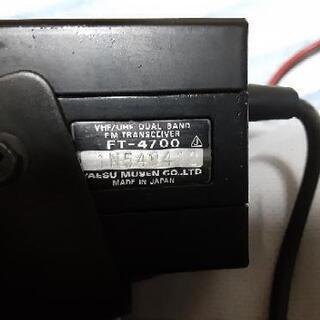 VHF/UHF DUAL BAND
FM TRANSCEIVER
FT-4700
YAESU MUSEN CO.,LTD
MADE IN JAPAN